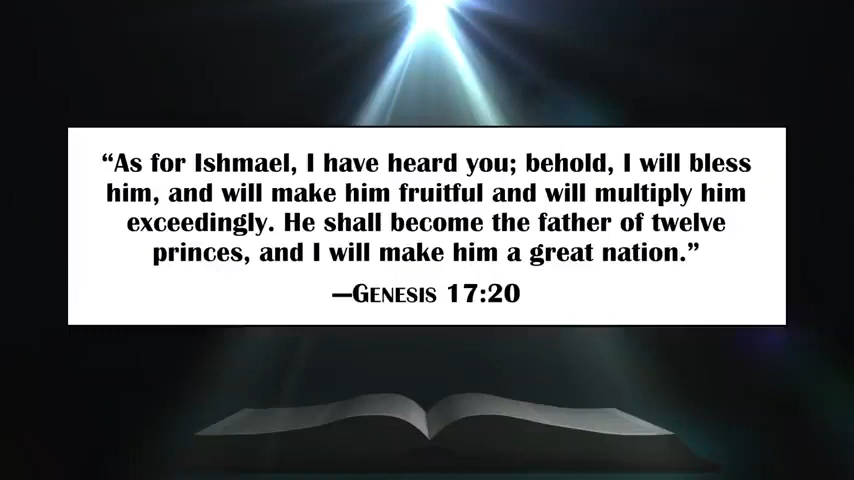 “As for Ishmael, I have heard you; behold, I will bless
him, and will make him fruitful and will multiply him
exceedingly. He shall become the father of twelve
princes, and I will make him a great nation.”
—GENESIS 17:20